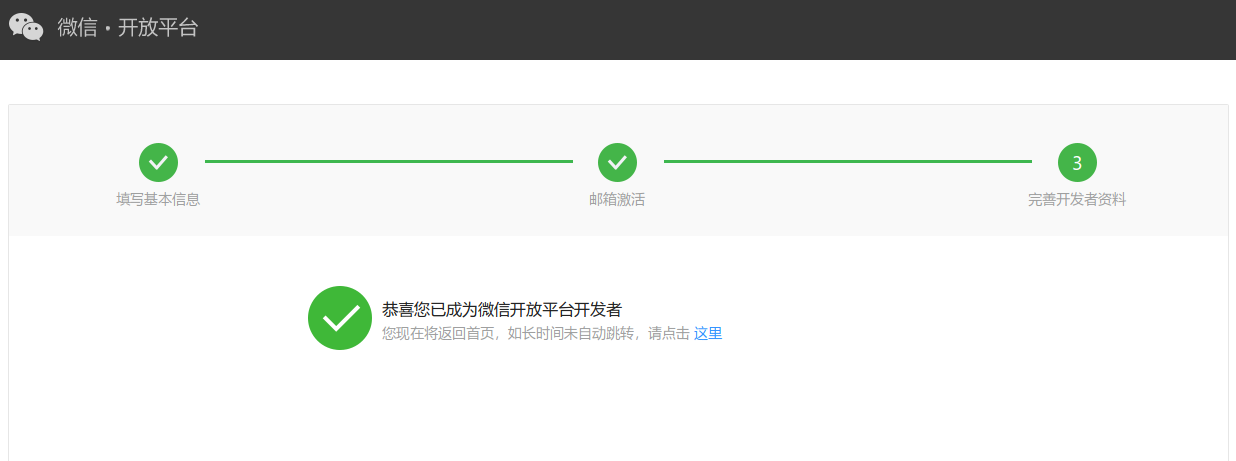 微信・开放平台
3
填写基本信息
邮箱激活
完善开发者资料
恭喜您已成为微信开放平台开发者
您现在将返回首页，如长时间未自动跳转，请点击 这里